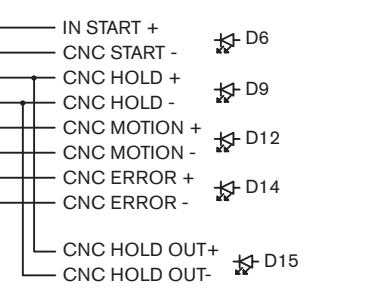 IN START +
CNC START -
D6
CNC HOLD +
CNC HOLD -
D9
CNC MOTION +
CNC MOTION -
D12
CNC ERROR +
CNC ERROR -
D14
CNC HOLD OUT+
CNC HOLD OUT-
D15